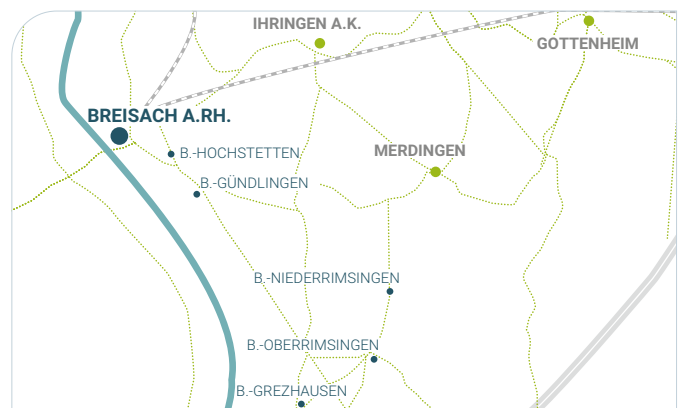 IHRINGEN A.K.
GOTTENHEIM
BREISACH A.RH.
B.-HOCHSTETTEN
MERDINGEN
B.-GÜNDLINGEN
B.-NIEDERRIMSINGEN
B.-OBERRIMSINGEN
B.-GREZHAUSEN